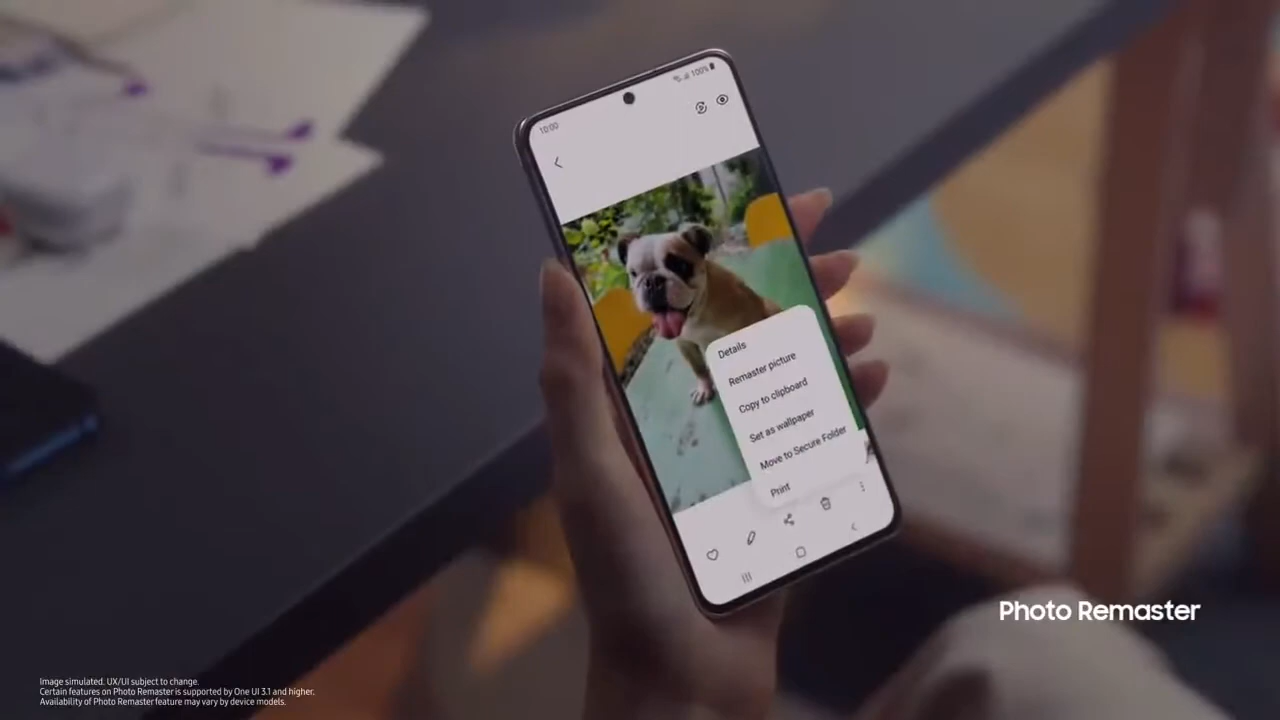 10:00
100%
Details
Remaster picture
Copy to clipboard
Set as wallpaper
Move to Secure Folder
Print
Photo Remaster
Image simulated. UX/UI subject to change.
Certain features on Photo Remaster is supported by One UI 3.1 and higher.
Availability of Photo Remaster feature may vary by device models.